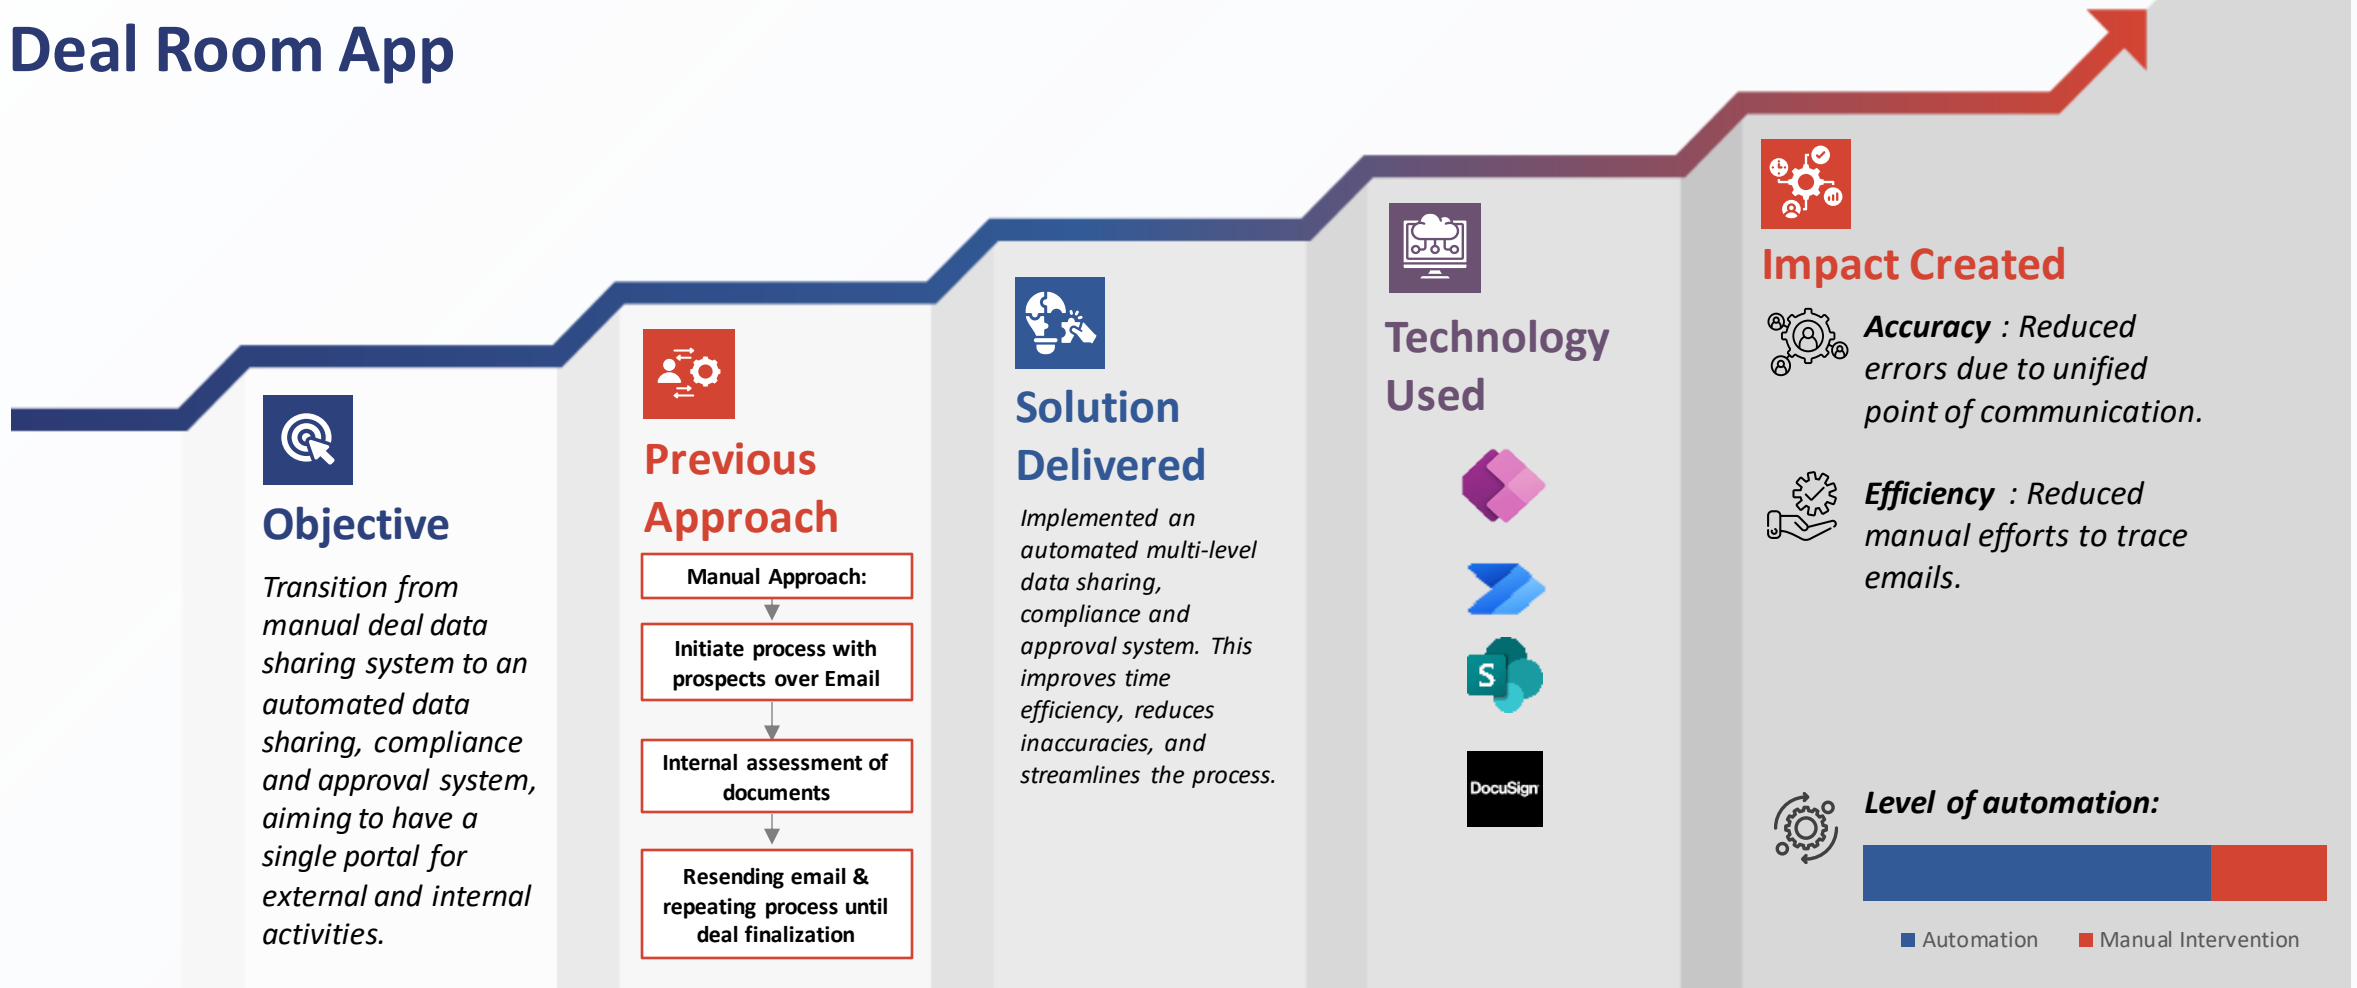 Deal Room App
Objective
Transition from
manual deal data
sharing system to an
automated data
sharing, compliance
and approval system,
aiming to have a
single portal for
external and internal
activities.
Previous
Approach
Manual Approach:
Initiate process with
prospects over Email
Internal assessment of
documents
Resending email &
repeating process until
deal finalization
Solution
Delivered
Implemented an
automated multi-level
data sharing,
compliance and
approval system. This
improves time
efficiency, reduces
inaccuracies, and
streamlines the process.
Technology
Used
S
DocuSign
Impact Created
Accuracy : Reduced
errors due to unified
point of communication.
Efficiency : Reduced
manual efforts to trace
emails.
Level of automation:
Automation
Manual Intervention